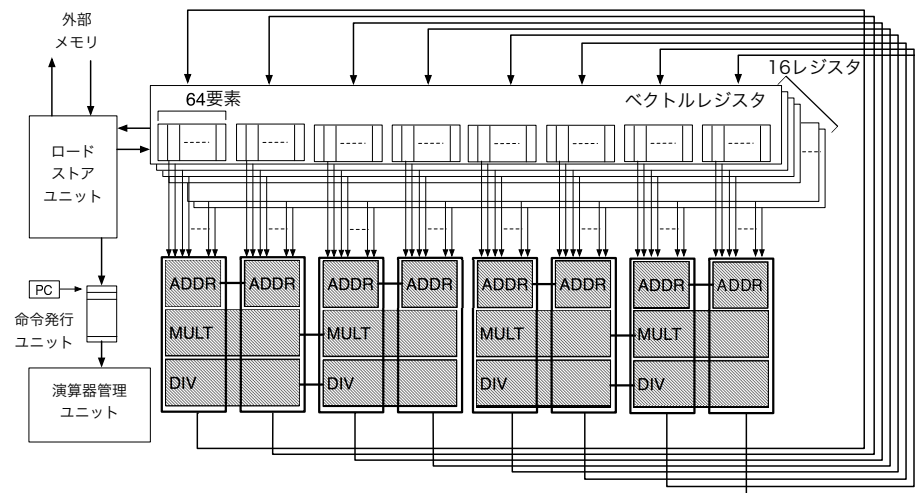 外部
メモリ
16レジスタ
64要素
ベクトルレジスタ
ロード
ストア
ユニット
PC
命令発行
ユニット
演算器管理
ユニット
ADDR ADDR ADDR ADDR ADDR ADDR ADDR ADDR
MULT MULT MULT MULT
DIV DIV DIV DIV